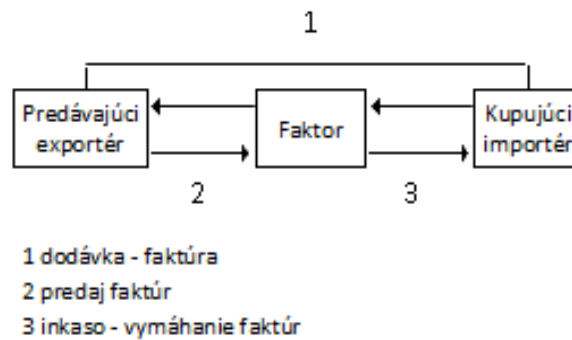 1
Predávajúci
exportér
Faktor
Kupujúci
importér
2
3
1 dodávka - faktúra
2 predaj faktúr
3 inkaso - vymáhanie faktúr